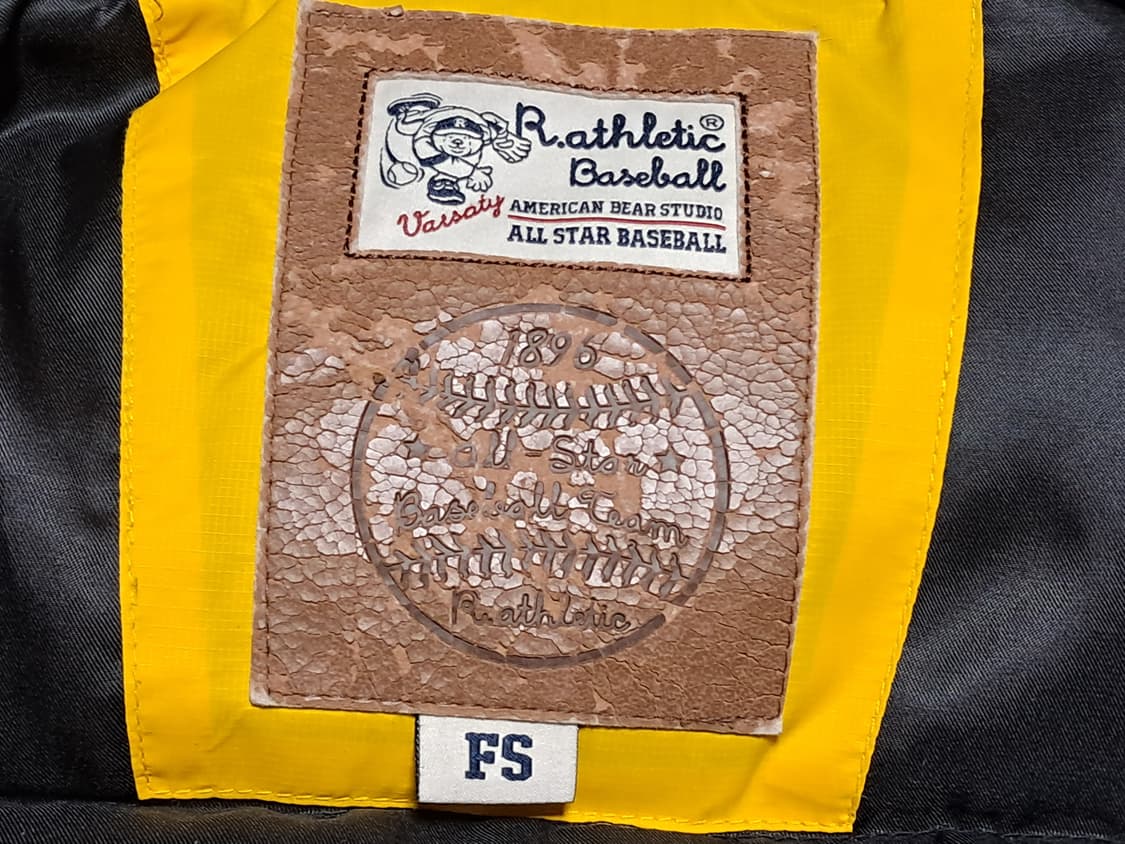 R.athletic®
Baseball
Varsaty
AMERICAN BEAR STUDIO
ALL STAR BASEBALL
1896
all-Star
Baseball Team
R.athletic
FS